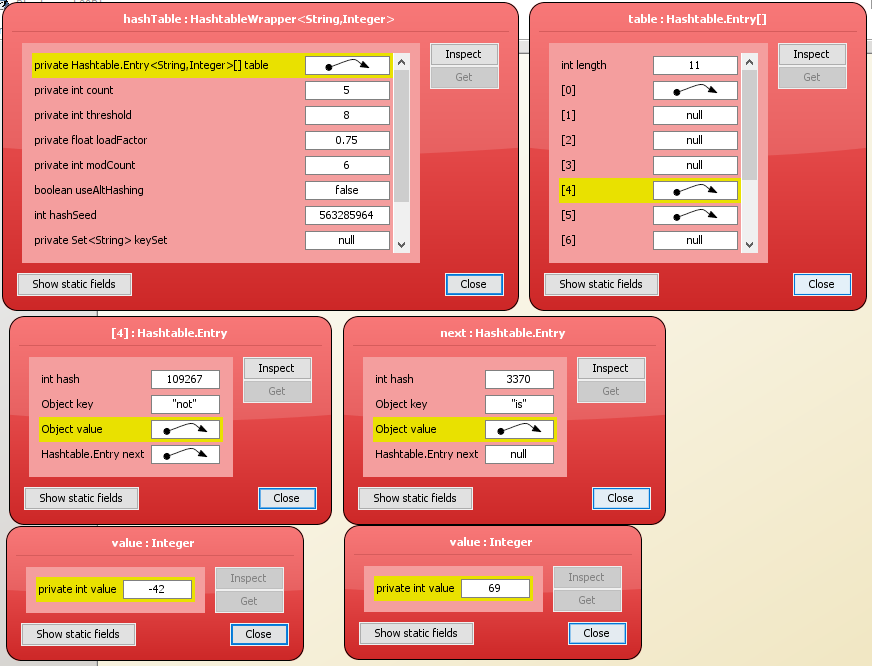 hashTable : HashtableWrapper<String,Integer>
private Hashtable.Entry<String,Integer>[] table
private int count 5
private int threshold 8
private float loadFactor 0.75
private int modCount 6
boolean useAltHashing false
int hashSeed 563285964
private Set<String> keySet null
Inspect
Get
Show static fields Close
table : Hashtable.Entry[]
int length 11
[0]
[1] null
[2] null
[3] null
[4]
[5]
[6] null
Inspect
Get
Show static fields Close
[4] : Hashtable.Entry
int hash 109267
Object key "not"
Object value
Hashtable.Entry next
Inspect
Get
Show static fields Close
next : Hashtable.Entry
int hash 3370
Object key "is"
Object value
Hashtable.Entry next null
Inspect
Get
Show static fields Close
value : Integer
private int value -42
Inspect
Get
Show static fields Close
value : Integer
private int value 69
Inspect
Get
Show static fields Close